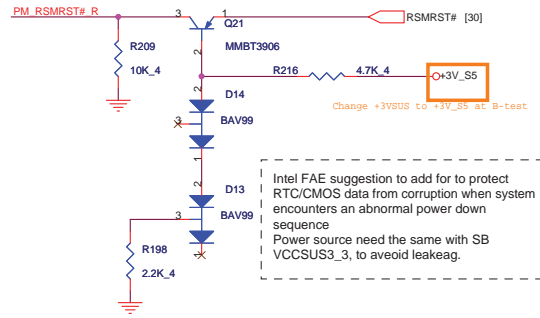 PM_RSMRST#_R
3
1
RSMRST# [30]
Q21
R209
MMBT3906
10K_4
2
R216
4.7K_4
+3V_S5
2
D14
Change +3VSUS to +3V_S5 at B-test
3
BAV99
1
2
D13
3
BAV99
R198
1
2.2K_4
Intel FAE suggestion to add for to protect
RTC/CMOS data from corruption when system
encounters an abnormal power down
sequence
Power source need the same with SB
VCCSUS3_3, to aveoid leakeag.